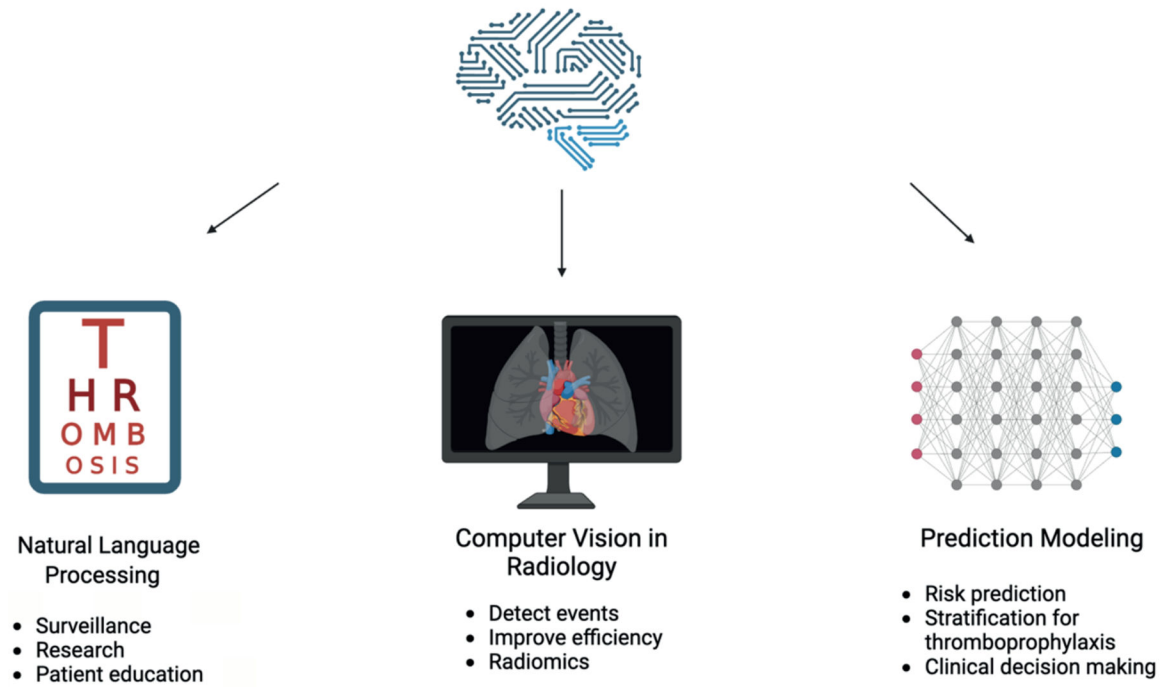 T
H R
O M B
O S I S
Natural Language
Processing
• Surveillance
• Research
• Patient education
Computer Vision in
Radiology
• Detect events
• Improve efficiency
• Radiomics
Prediction Modeling
• Risk prediction
• Stratification for
thromboprophylaxis
• Clinical decision making